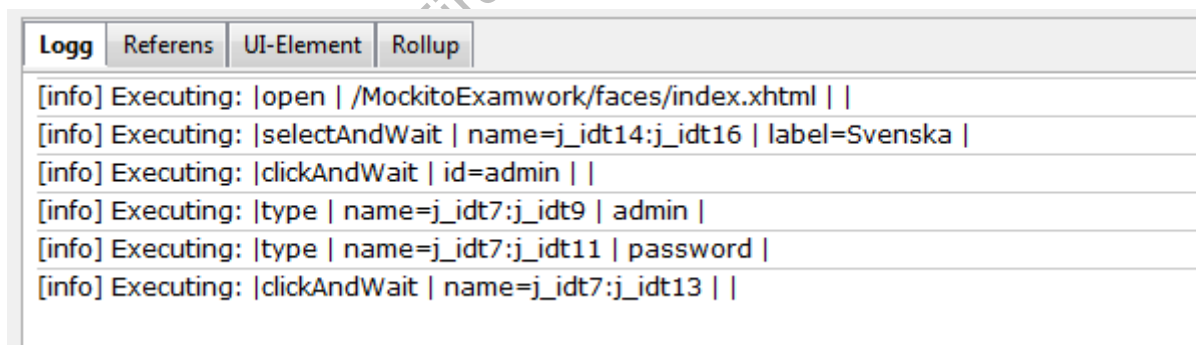 Logg Referens UI-Element Rollup
[info] Executing: |open | /MockitoExamwork/faces/index.xhtml | |
[info] Executing: |selectAndWait | name=j_idt14:j_idt16 | label=Svenska |
[info] Executing: |clickAndWait | id=admin | |
[info] Executing: |type | name=j_idt7:j_idt9 | admin |
[info] Executing: |type | name=j_idt7:j_idt11 | password |
[info] Executing: |clickAndWait | name=j_idt7:j_idt13 | |